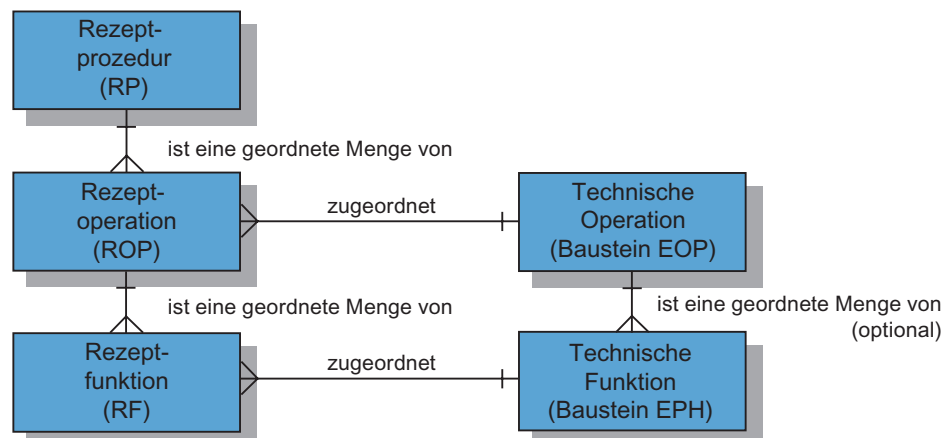 Rezept-
prozedur
(RP)
ist eine geordnete Menge von
Rezept-
operation
(ROP)
zugeordnet
Technische
Operation
(Baustein EOP)
ist eine geordnete Menge von
ist eine geordnete Menge von
(optional)
Rezept-
funktion
(RF)
zugeordnet
Technische
Funktion
(Baustein EPH)